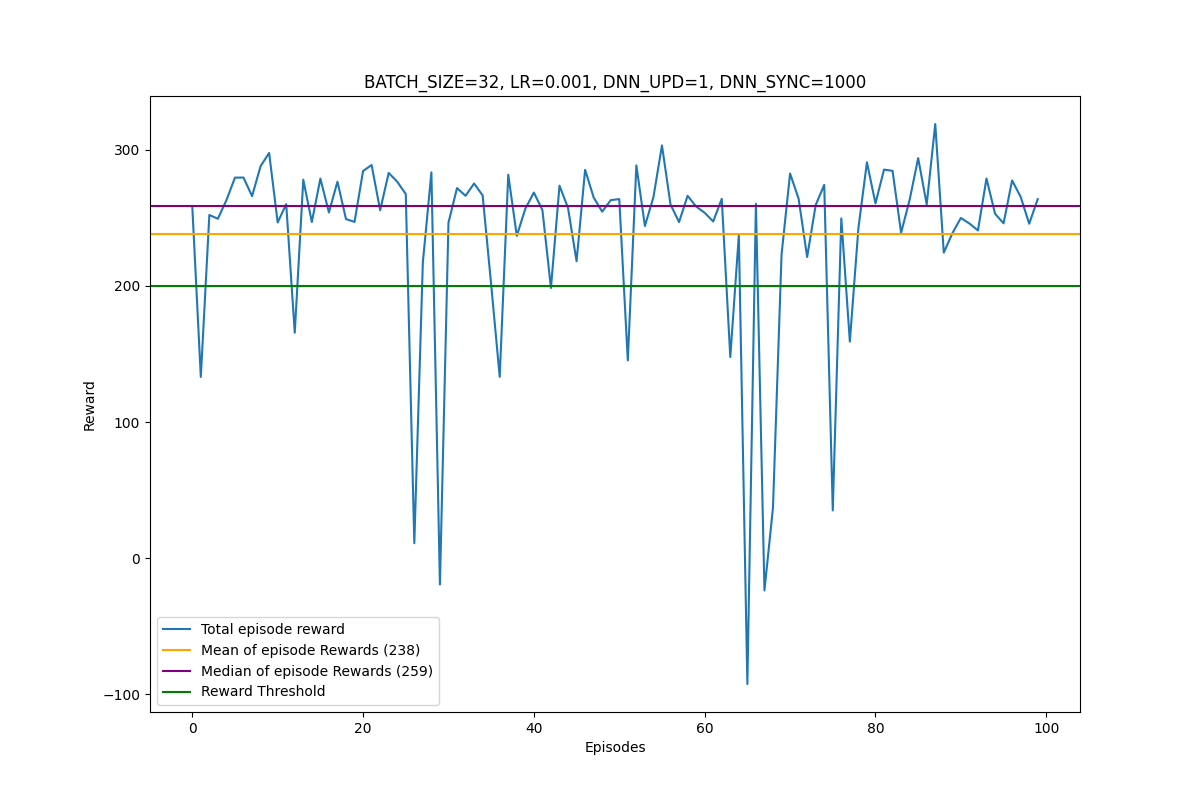 BATCH_SIZE=32, LR=0.001, DNN_UPD=1, DNN_SYNC=1000
300
200
100
0
−100
Reward
Total episode reward
Mean of episode Rewards (238)
Median of episode Rewards (259)
Reward Threshold
0 20 40 60 80 100
Episodes